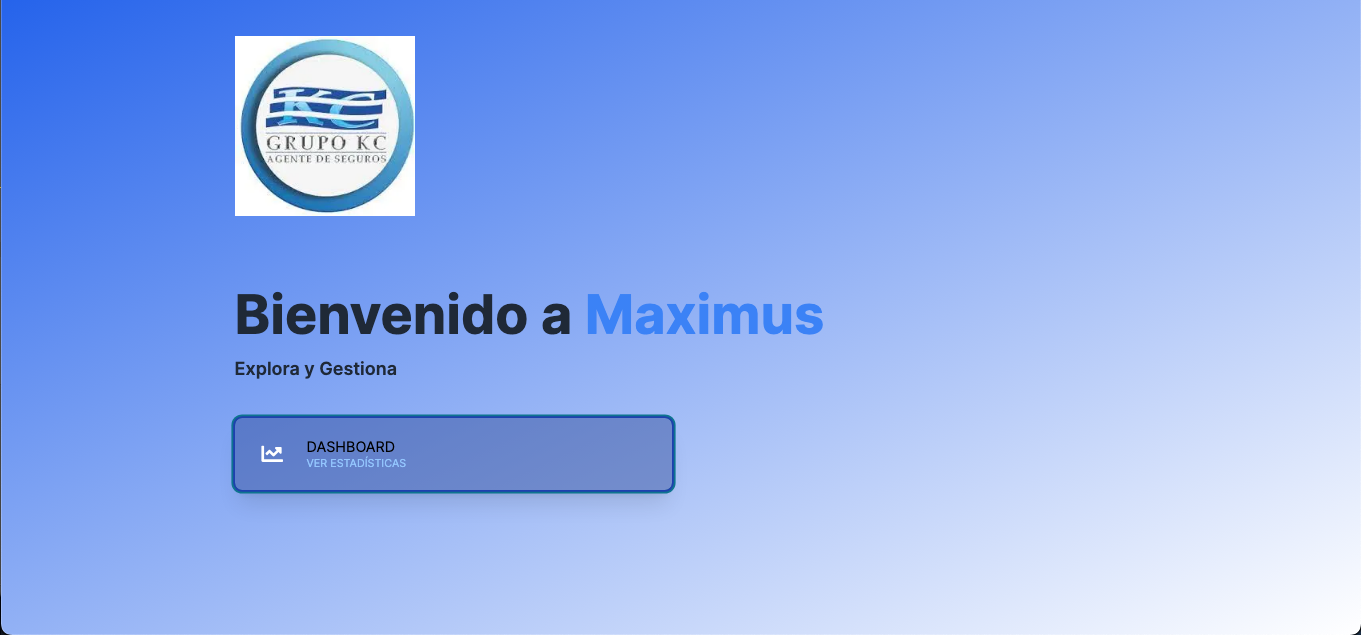 KC
GRUPO KC
AGENTE DE SEGUROS
Bienvenido a Maximus
Explora y Gestiona
DASHBOARD
VER ESTADÍSTICAS